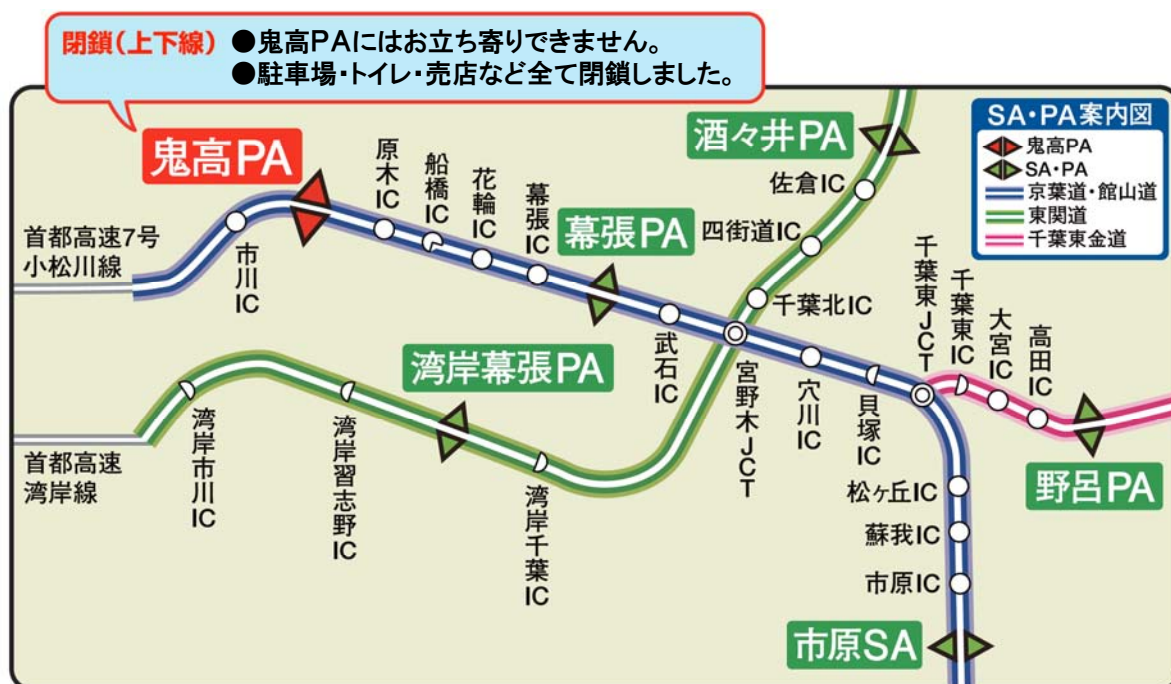 閉鎖(上下線) ●鬼高PAにはお立ち寄りできません。
●駐車場・トイレ・売店など全て閉鎖しました。
鬼高PA
酒々井PA
SA・PA案内図
鬼高PA
SA・PA
京葉道・館山道
東関道
千葉東金道
首都高速7号
小松川線
市川IC
原木IC
船橋IC
花輪IC
幕張IC
幕張PA
佐倉IC
四街道IC
千葉北IC
武石IC
宮野木JCT
穴川IC
貝塚IC
千葉東JCT
千葉東IC
大宮IC
高田IC
野呂PA
湾岸幕張PA
首都高速
湾岸線
湾岸市川IC
湾岸習志野IC
湾岸千葉IC
松ヶ丘IC
蘇我IC
市原IC
市原SA